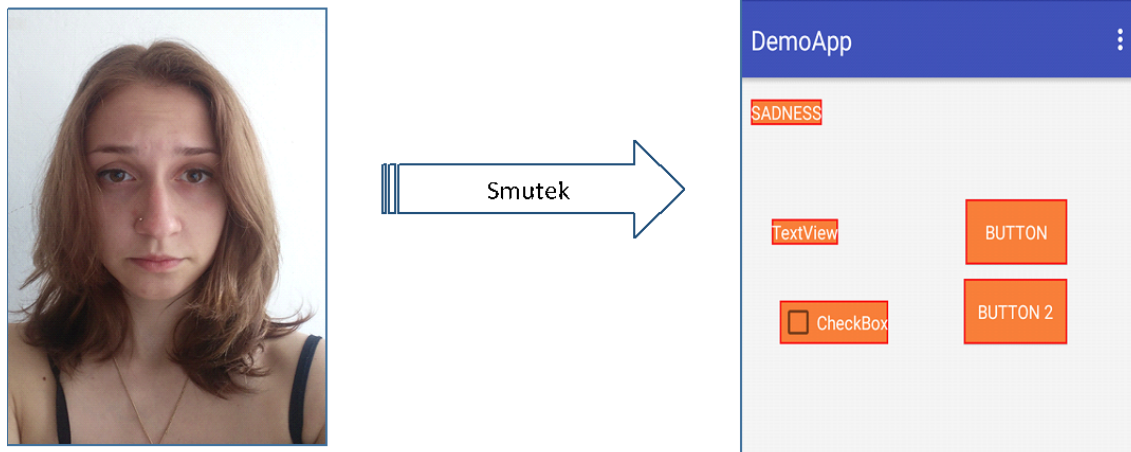 Smutek
DemoApp
SADNESS
TextView
BUTTON
CheckBox
BUTTON 2